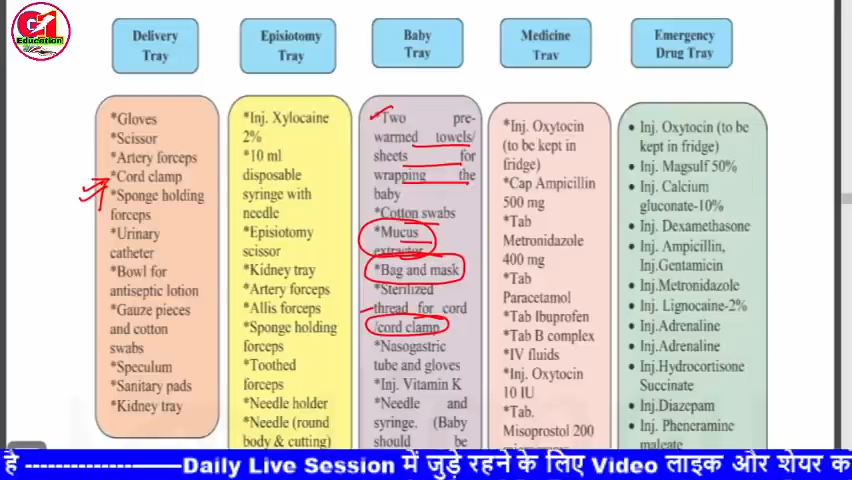 Education
Delivery
Tray
Episiotomy
Tray
Baby
Tray
Medicine
Tray
Emergency
Drug Tray
*Gloves
*Scissor
*Artery forceps
*Cord clamp
*Sponge holding
forceps
*Urinary
catheter
*Bowl for
antiseptic lotion
*Gauze pieces
and cotton
swabs
*Speculum
*Sanitary pads
*Kidney tray
*Inj. Xylocaine
2%
*10 ml
disposable
syringe with
needle
*Episiotomy
scissor
*Kidney tray
*Artery forceps
*Allis forceps
*Sponge holding
forceps
*Toothed
forceps
*Needle holder
*Needle (round
body & cutting)
*Two pre-
warmed towels/
sheets for
wrapping the
baby
*Cotton swabs
*Mucus
extractor
*Bag and mask
*Sterilized
thread for cord
/cord clamp
*Nasogastric
tube and gloves
*Inj. Vitamin K
*Needle and
syringe. (Baby
should be
*Inj. Oxytocin
(to be kept in
fridge)
*Cap Ampicillin
500 mg
*Tab
Metronidazole
400 mg
*Tab
Paracetamol
*Tab Ibuprofen
*Tab B complex
*IV fluids
*Inj. Oxytocin
10 IU
*Tab.
Misoprostol 200
• Inj. Oxytocin (to be
kept in fridge)
• Inj. Magsulf 50%
• Inj. Calcium
gluconate-10%
• Inj. Dexamethasone
• Inj. Ampicillin,
Inj.Gentamicin
• Inj.Metronidazole
• Inj. Lignocaine-2%
• Inj.Adrenaline
• Inj.Adrenaline
• Inj.Hydrocortisone
Succinate
• Inj.Diazepam
• Inj. Pheneramine
maleate
है ---------------——Daily Live Session में जुड़े रहने के लिए Video लाइक और शेयर क